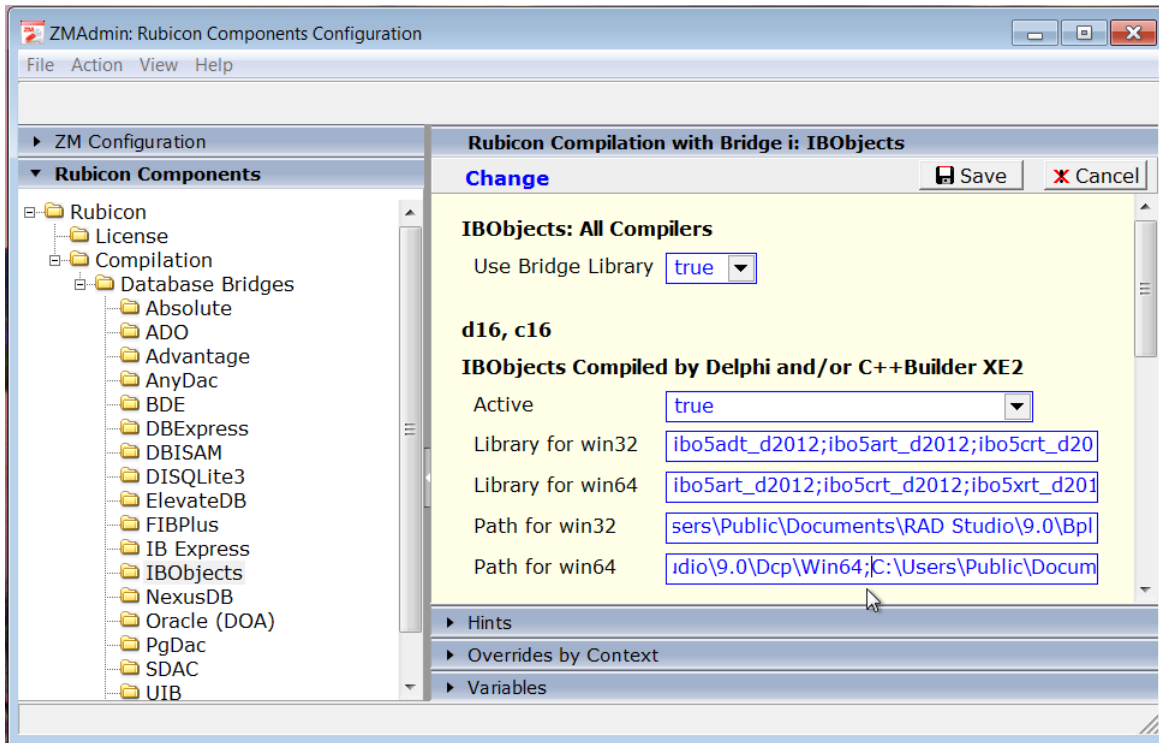 ZMAdmin: Rubicon Components Configuration
File Action View Help
ZM Configuration
Rubicon Components
Rubicon
License
Compilation
Database Bridges
Absolute
ADO
Advantage
AnyDac
BDE
DBExpress
DBISAM
DISQLite3
ElevateDB
FIBPlus
IB Express
IBObjects
NexusDB
Oracle (DOA)
PgDac
SDAC
UIB
Rubicon Compilation with Bridge i: IBObjects
Change Save Cancel
IBObjects: All Compilers
Use Bridge Library true
d16, c16
IBObjects Compiled by Delphi and/or C++Builder XE2
Active true
Library for win32 ibo5adt_d2012;ibo5art_d2012;ibo5crt_d20
Library for win64 ibo5art_d2012;ibo5crt_d2012;ibo5xrt_d201
Path for win32 sers\Public\Documents\RAD Studio\9.0\Bpl
Path for win64 udio\9.0\Dcp\Win64;C:\Users\Public\Docum
Hints
Overrides by Context
Variables